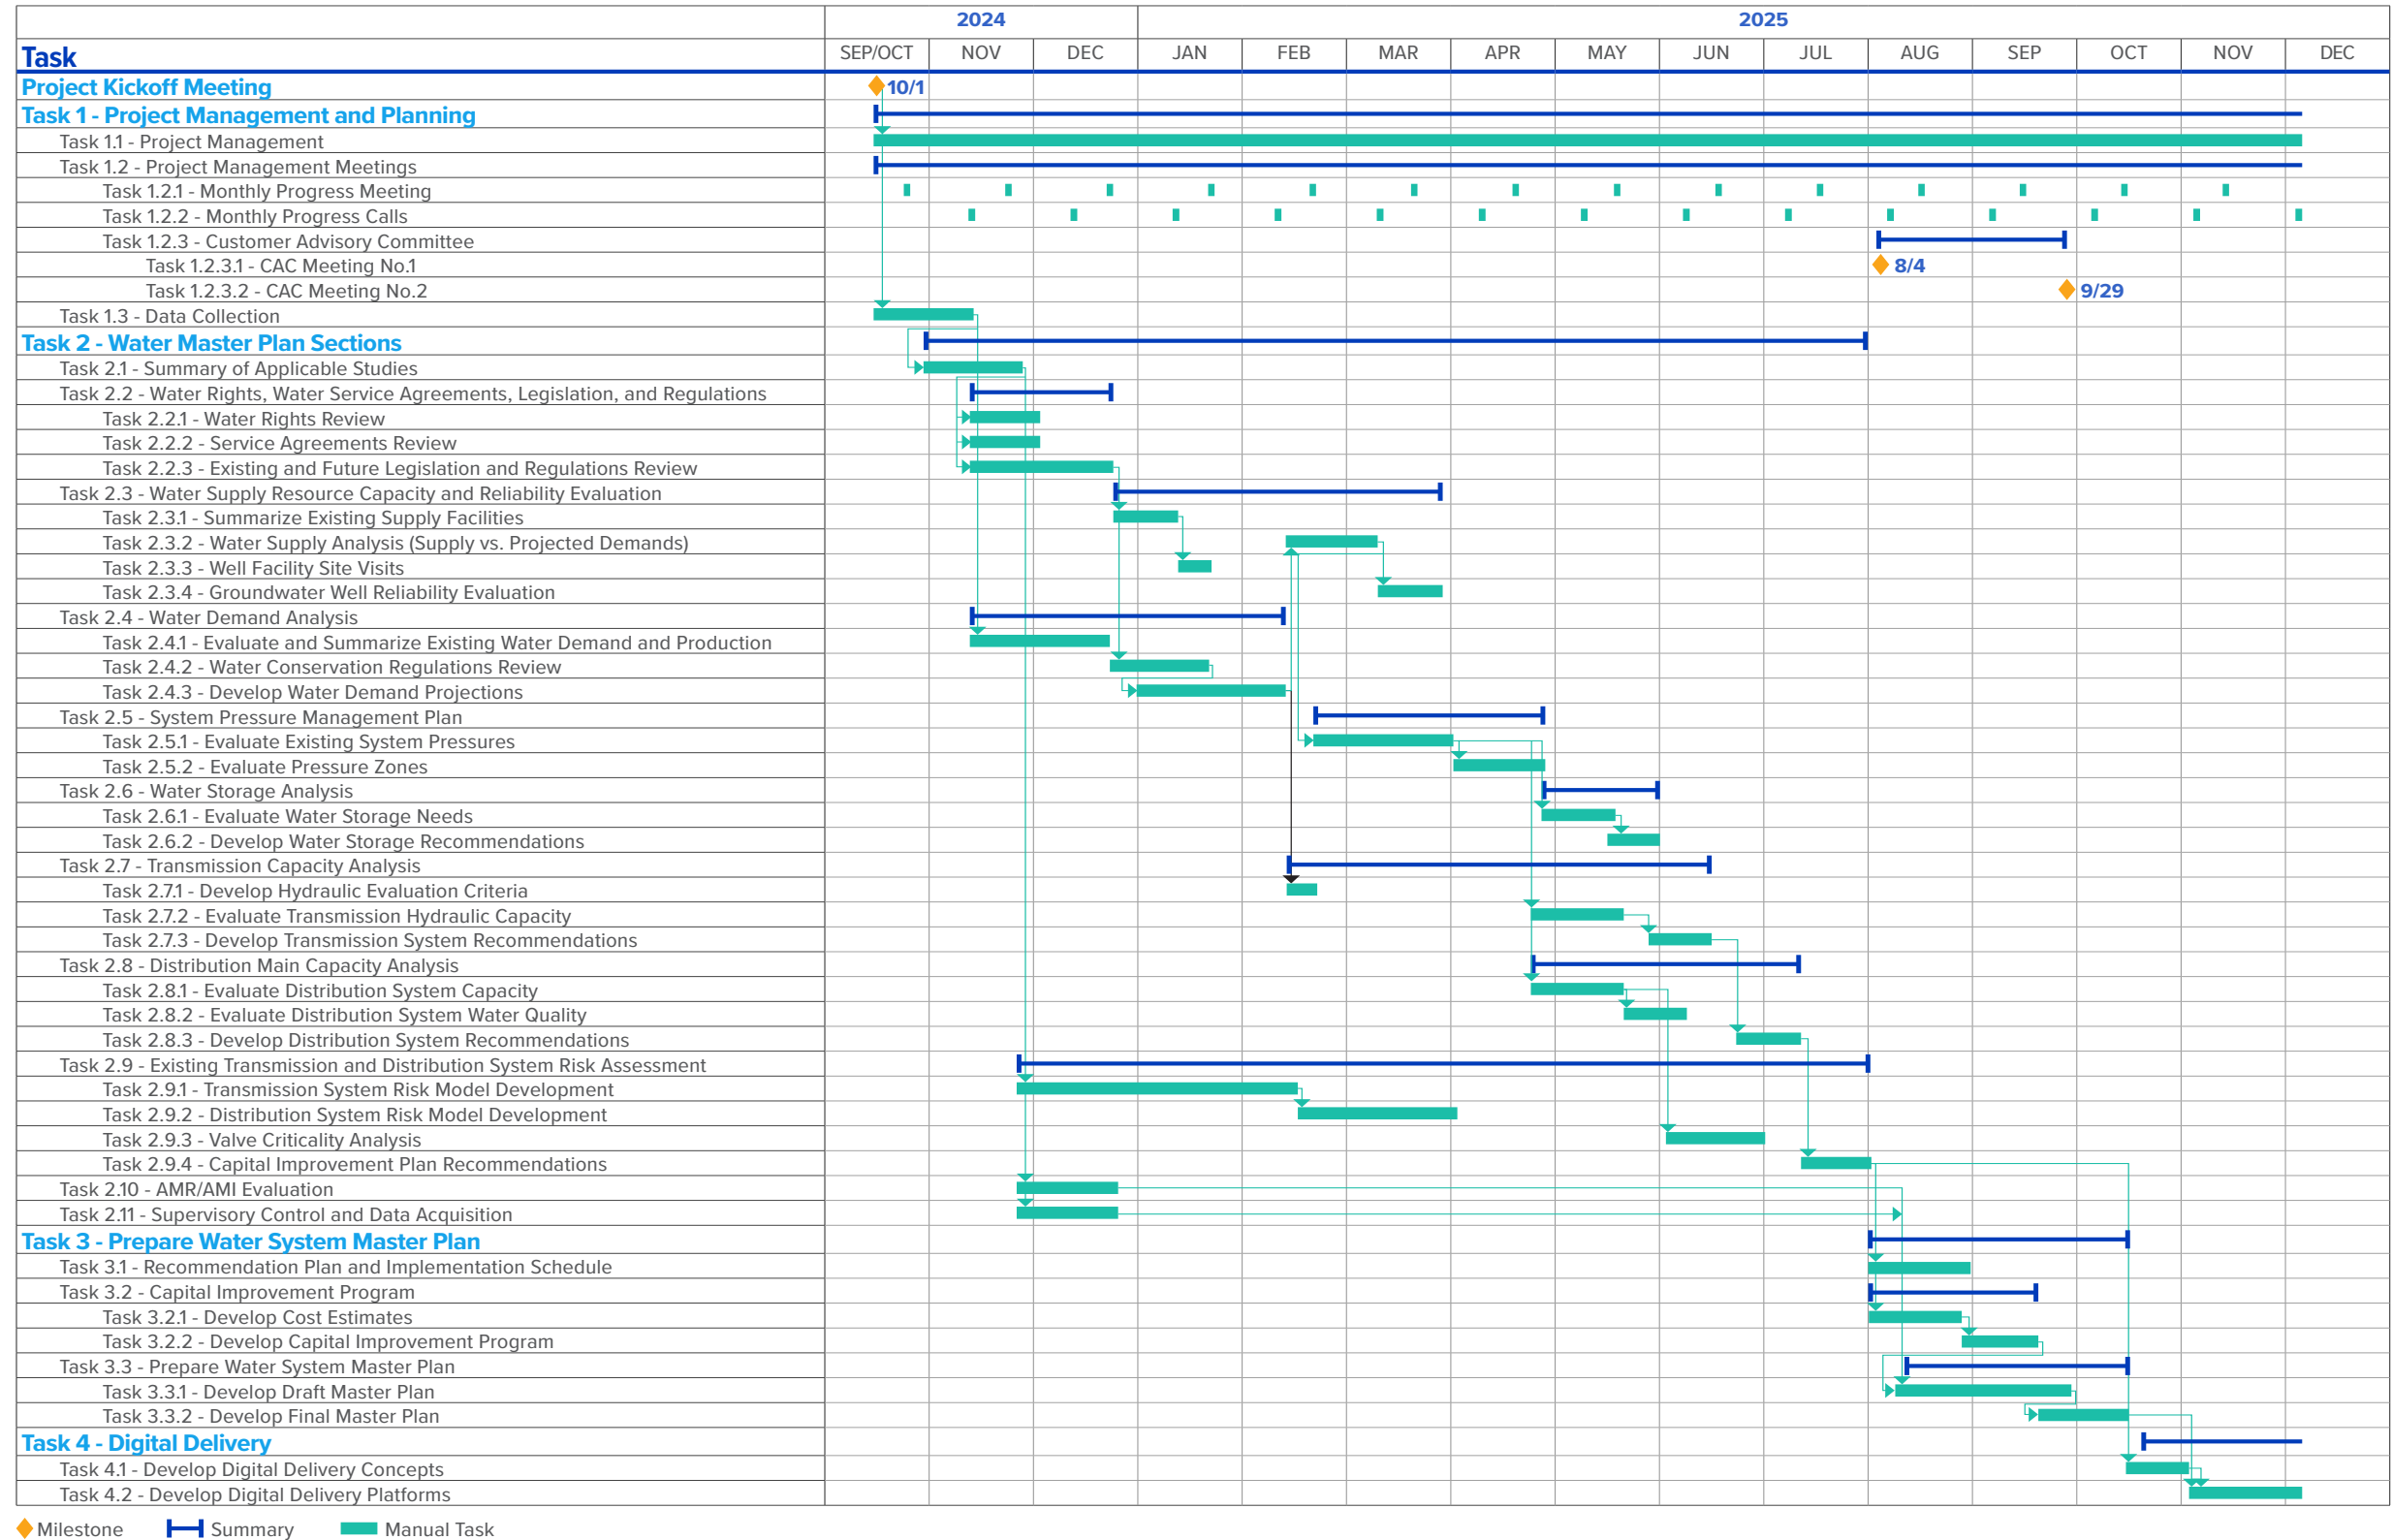 2024 2025
Task SEP/OCT NOV DEC JAN FEB MAR APR MAY JUN JUL AUG SEP OCT NOV DEC
Project Kickoff Meeting 10/1
Task 1 - Project Management and Planning
Task 1.1 - Project Management
Task 1.2 - Project Management Meetings
Task 1.2.1 - Monthly Progress Meeting
Task 1.2.2 - Monthly Progress Calls
Task 1.2.3 - Customer Advisory Committee
Task 1.2.3.1 - CAC Meeting No.1 8/4
Task 1.2.3.2 - CAC Meeting No.2 9/29
Task 1.3 - Data Collection
Task 2 - Water Master Plan Sections
Task 2.1 - Summary of Applicable Studies
Task 2.2 - Water Rights, Water Service Agreements, Legislation, and Regulations
Task 2.2.1 - Water Rights Review
Task 2.2.2 - Service Agreements Review
Task 2.2.3 - Existing and Future Legislation and Regulations Review
Task 2.3 - Water Supply Resource Capacity and Reliability Evaluation
Task 2.3.1 - Summarize Existing Supply Facilities
Task 2.3.2 - Water Supply Analysis (Supply vs. Projected Demands)
Task 2.3.3 - Well Facility Site Visits
Task 2.3.4 - Groundwater Well Reliability Evaluation
Task 2.4 - Water Demand Analysis
Task 2.4.1 - Evaluate and Summarize Existing Water Demand and Production
Task 2.4.2 - Water Conservation Regulations Review
Task 2.4.3 - Develop Water Demand Projections
Task 2.5 - System Pressure Management Plan
Task 2.5.1 - Evaluate Existing System Pressures
Task 2.5.2 - Evaluate Pressure Zones
Task 2.6 - Water Storage Analysis
Task 2.6.1 - Evaluate Water Storage Needs
Task 2.6.2 - Develop Water Storage Recommendations
Task 2.7 - Transmission Capacity Analysis
Task 2.7.1 - Develop Hydraulic Evaluation Criteria
Task 2.7.2 - Evaluate Transmission Hydraulic Capacity
Task 2.7.3 - Develop Transmission System Recommendations
Task 2.8 - Distribution Main Capacity Analysis
Task 2.8.1 - Evaluate Distribution System Capacity
Task 2.8.2 - Evaluate Distribution System Water Quality
Task 2.8.3 - Develop Distribution System Recommendations
Task 2.9 - Existing Transmission and Distribution System Risk Assessment
Task 2.9.1 - Transmission System Risk Model Development
Task 2.9.2 - Distribution System Risk Model Development
Task 2.9.3 - Valve Criticality Analysis
Task 2.9.4 - Capital Improvement Plan Recommendations
Task 2.10 - AMR/AMI Evaluation
Task 2.11 - Supervisory Control and Data Acquisition
Task 3 - Prepare Water System Master Plan
Task 3.1 - Recommendation Plan and Implementation Schedule
Task 3.2 - Capital Improvement Program
Task 3.2.1 - Develop Cost Estimates
Task 3.2.2 - Develop Capital Improvement Program
Task 3.3 - Prepare Water System Master Plan
Task 3.3.1 - Develop Draft Master Plan
Task 3.3.2 - Develop Final Master Plan
Task 4 - Digital Delivery
Task 4.1 - Develop Digital Delivery Concepts
Task 4.2 - Develop Digital Delivery Platforms
Milestone Summary Manual Task